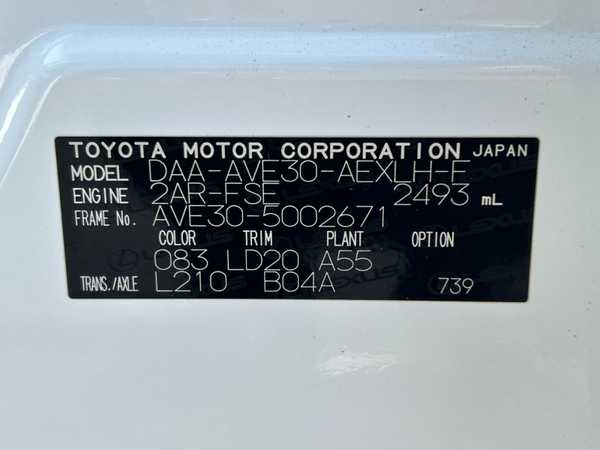 TOYOTA MOTOR CORPORATION JAPAN
MODEL DAA-AVE30-AEXLH-F
ENGINE 2AR-FSE 2493 mL
FRAME No. AVE30-5002671
COLOR TRIM PLANT OPTION
083 LD20 A55
TRANS./AXLE L210 B04A 739